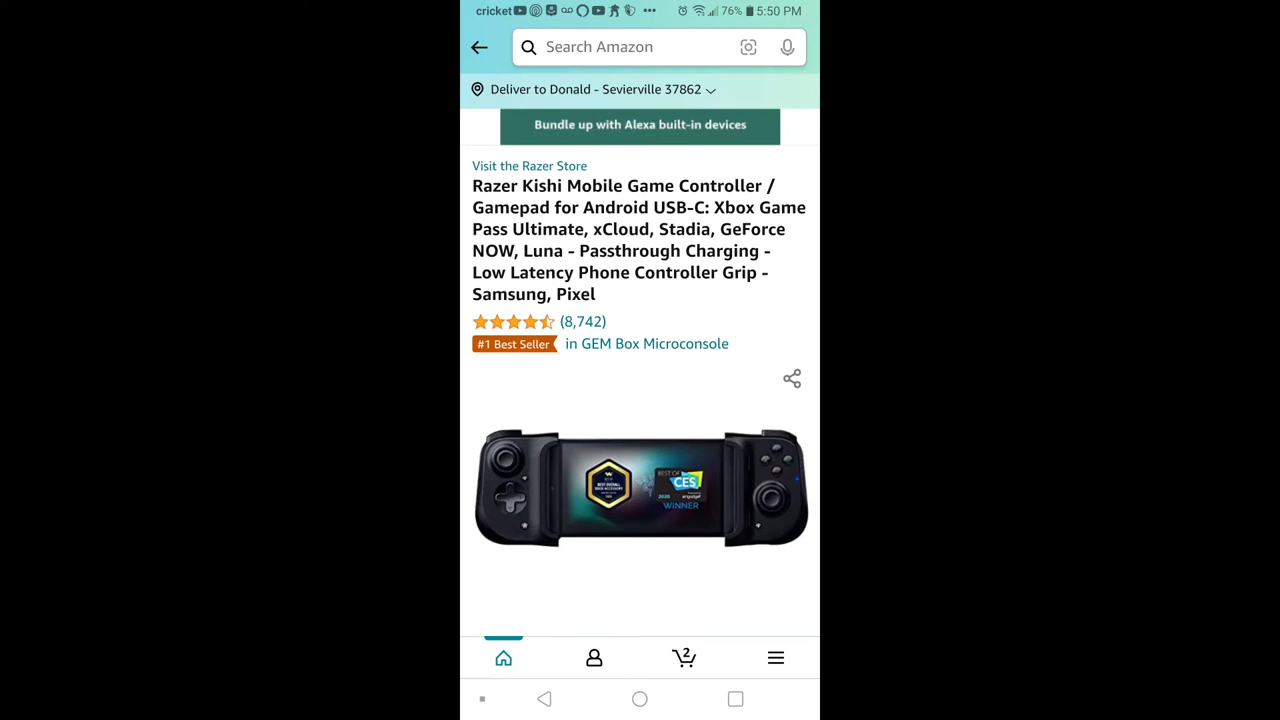 cricket 76% 5:50 PM
Search Amazon
Deliver to Donald - Sevierville 37862
Bundle up with Alexa built-in devices
Visit the Razer Store
Razer Kishi Mobile Game Controller /
Gamepad for Android USB-C: Xbox Game
Pass Ultimate, xCloud, Stadia, GeForce
NOW, Luna - Passthrough Charging -
Low Latency Phone Controller Grip -
Samsung, Pixel
(8,742)
#1 Best Seller in GEM Box Microconsole
BEST OF
CES
2020
WINNER
2